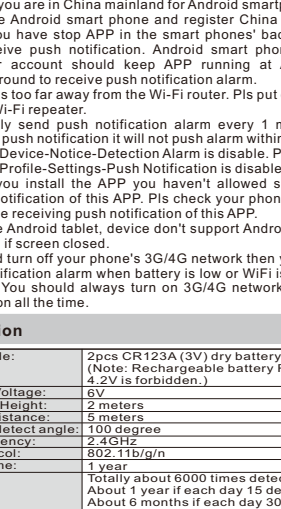 you are in China mainland for Android smartp
e Android smart phone and register China
ou have stop APP in the smart phones' bac
eive push notification. Android smart phon
r account should keep APP running at A
round to receive push notification alarm.
s too far away from the Wi-Fi router. Pls put
i-Fi repeater.
ly send push notification alarm every 1 m
push notification it will not push alarm within
Device-Notice-Detection Alarm is disable. P
Profile-Settings-Push Notification is disable
you install the APP you haven't allowed s
otification of this APP. Pls check your phon
e receiving push notification of this APP.
e Android tablet, device don't support Andro
if screen closed.
d turn off your phone's 3G/4G network then y
ification alarm when battery is low or WiFi is
You should always turn on 3G/4G network
on all the time.
ion
le: 2pcs CR123A (3V) dry battery
(Note: Rechargeable battery F
4.2V is forbidden.)
Voltage: 6V
Height: 2 meters
istance: 5 meters
detect angle: 100 degree
ency: 2.4GHz
col: 802.11b/g/n
me: 1 year
Totally about 6000 times detec
About 1 year if each day 15 de
About 6 months if each day 30